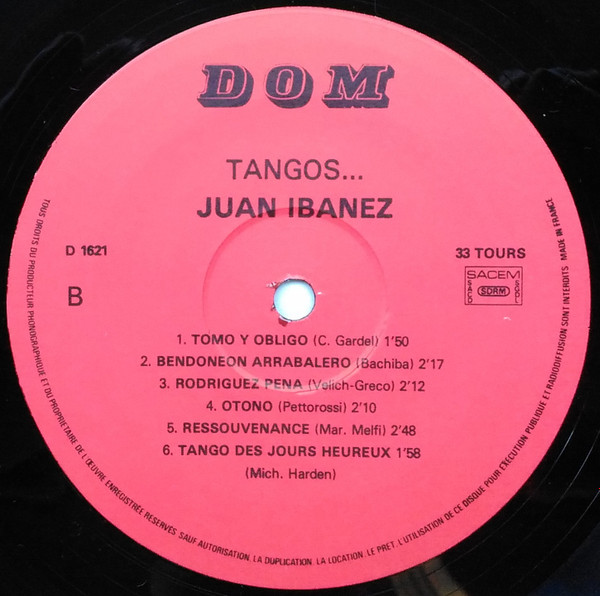 DOM
TANGOS...
JUAN IBANEZ
D 1621
33 TOURS
B
SACEM
SACD
SDRM
SGDL
1. TOMO Y OBLIGO (C. Gardel) 1'50
2. BENDONEON ARRABALERO (Bachiba) 2'17
3. RODRIGUEZ PENA (Velich-Greco) 2'12
4. OTONO (Pettorossi) 2'10
5. RESSOUVENANCE (Mar. Melfi) 2'48
6. TANGO DES JOURS HEUREUX 1'58
(Mich. Harden)
TOUS DROITS DU PRODUCTEUR PHONOGRAPHIQUE ET DU PROPRIETAIRE DE L'ŒUVRE ENREGISTREE RESERVES. SAUF AUTORISATION, LA DUPLICATION, LA LOCATION, LE PRET, L'UTILISATION DE CE DISQUE POUR EXECUTION PUBLIQUE ET RADIODIFFUSION SONT INTERDITS. MADE IN FRANCE.